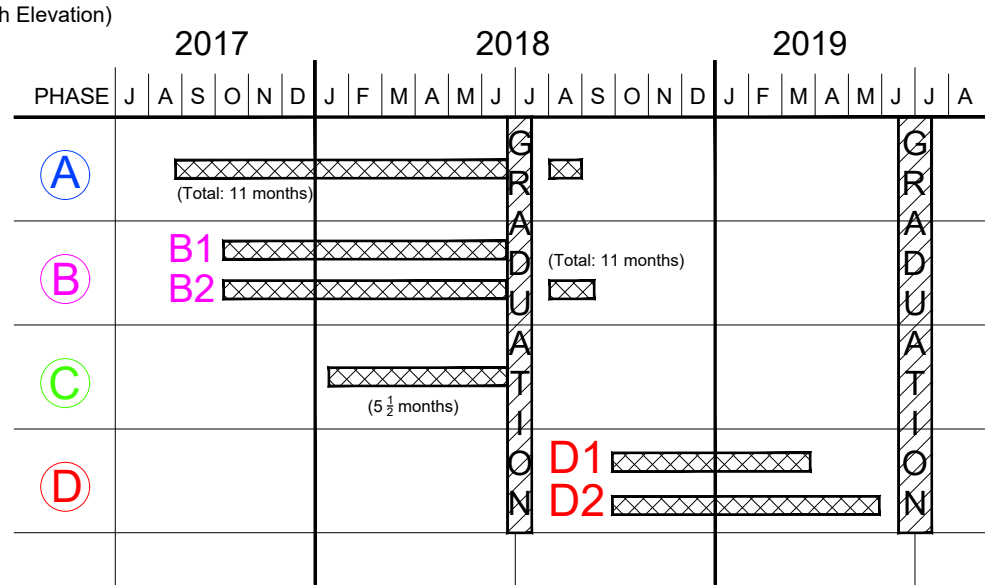 h Elevation)
2017 2018 2019
PHASE J A S O N D J F M A M J J A S O N D J F M A M J J A
A
(Total: 11 months)
B1
B
B2
(Total: 11 months)
C
(5 1/2 months)
D1
D
D2
GRADUATION
GRADUATION